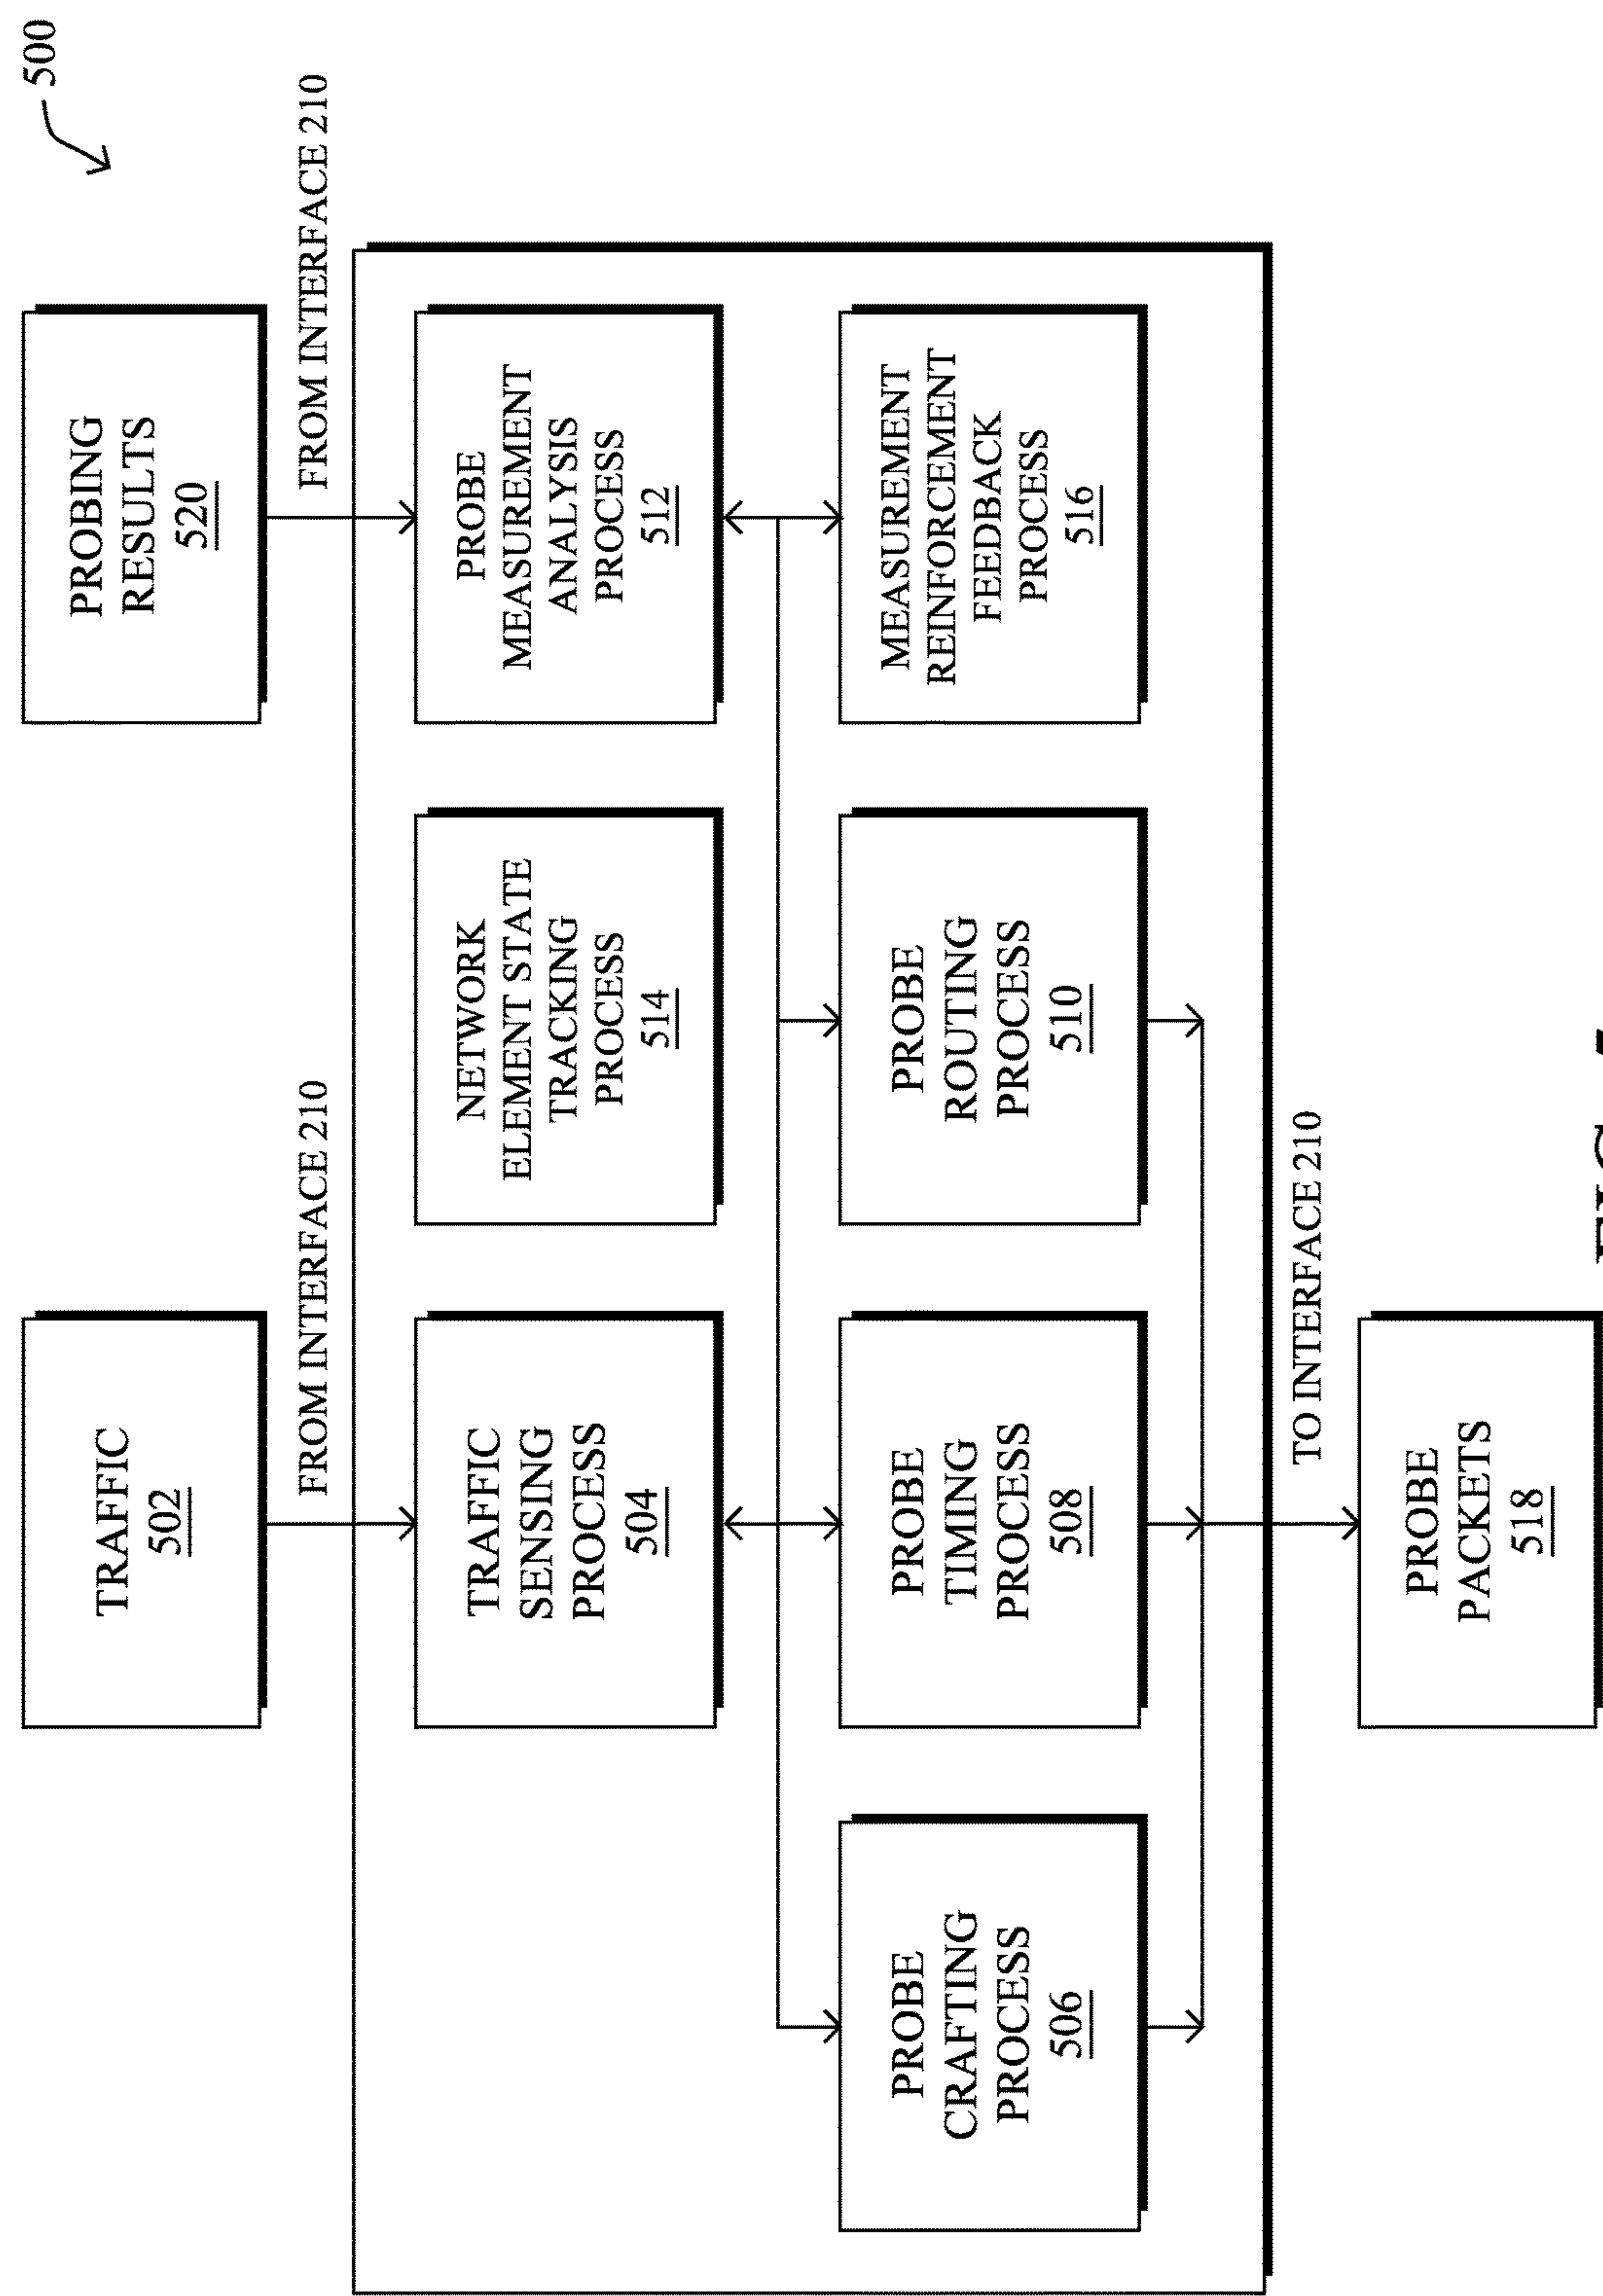 500
TRAFFIC
502
PROBING
RESULTS
520
FROM INTERFACE 210
FROM INTERFACE 210
TRAFFIC
SENSING
PROCESS
504
NETWORK
ELEMENT STATE
TRACKING
PROCESS
514
PROBE
MEASUREMENT
ANALYSIS
PROCESS
512
PROBE
CRAFTING
PROCESS
506
PROBE
TIMING
PROCESS
508
PROBE
ROUTING
PROCESS
510
MEASUREMENT
REINFORCEMENT
FEEDBACK
PROCESS
516
TO INTERFACE 210
PROBE
PACKETS
518